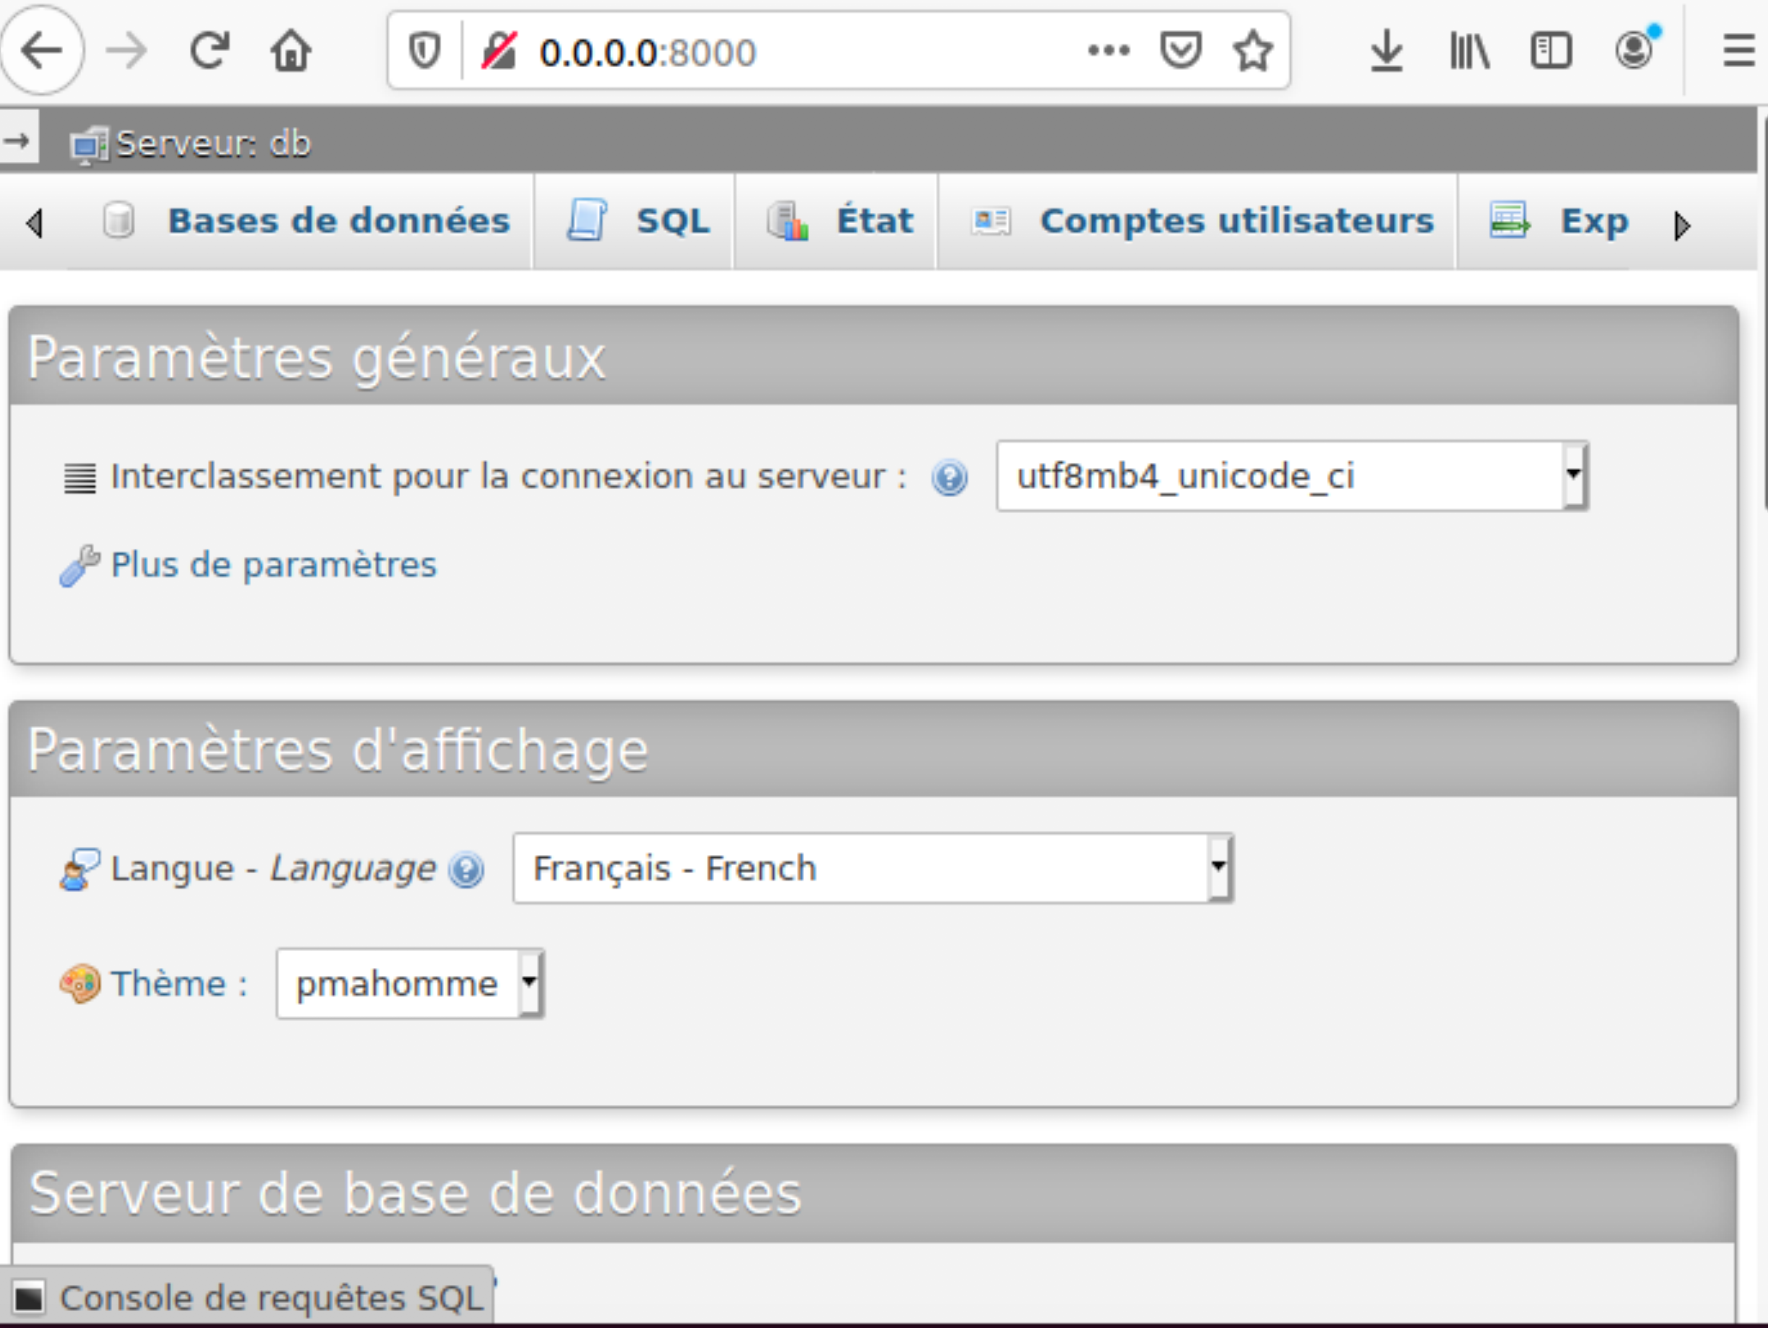 0.0.0.0:8000
Serveur: db
Bases de données SQL État Comptes utilisateurs Exp
Paramètres généraux
Interclassement pour la connexion au serveur : utf8mb4_unicode_ci
Plus de paramètres
Paramètres d'affichage
Langue - Language Français - French
Thème : pmahomme
Serveur de base de données
Console de requêtes SQL